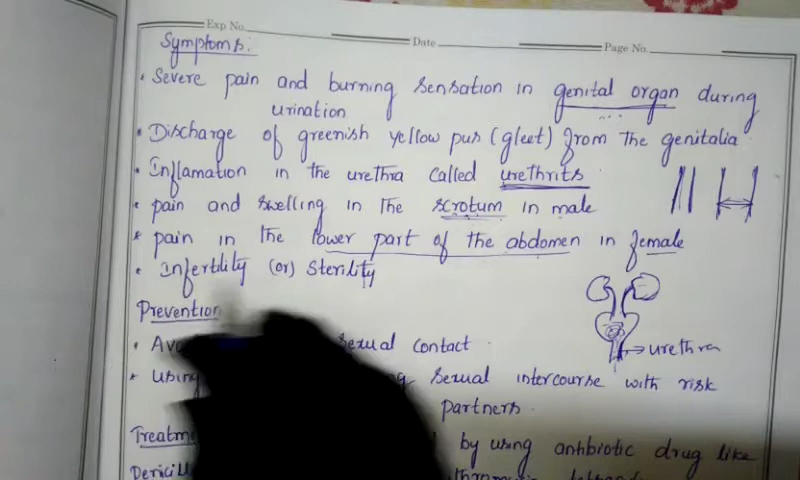 Exp No.
Date
Page No.
Symptoms:
• Severe pain and burning sensation in genital organ during
urination
• Discharge of greenish yellow pus (gleet) from the genitalia
• Inflamation in the urethra called urethrits
• pain and swelling in the scrotum in male
* pain in the lower part of the abdomen in female
• Infertility (or) Sterility
Prevention
• sexual contact
urethra
* using sexual intercourse with risk
partners.
by using antibiotic drug like